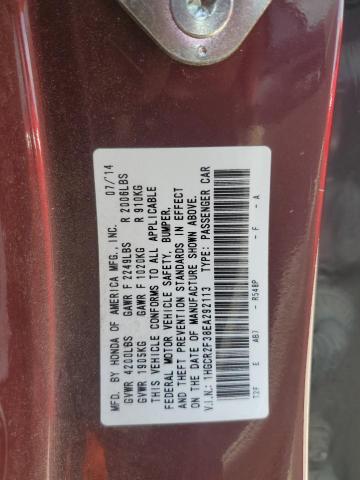 MFD. BY HONDA OF AMERICA MFG., INC. 07/14
GVWR 4200LBS GAWR F 2249LBS R 2006LBS
GVWR 1905KG GAWR F 1020KG R 910KG
THIS VEHICLE CONFORMS TO ALL APPLICABLE
FEDERAL MOTOR VEHICLE SAFETY, BUMPER,
AND THEFT PREVENTION STANDARDS IN EFFECT
ON THE DATE OF MANUFACTURE SHOWN ABOVE.
V.I.N.: 1HGCR2F38EA292113 TYPE: PASSENGER CAR
T2F E AB7 - R548P - F - A